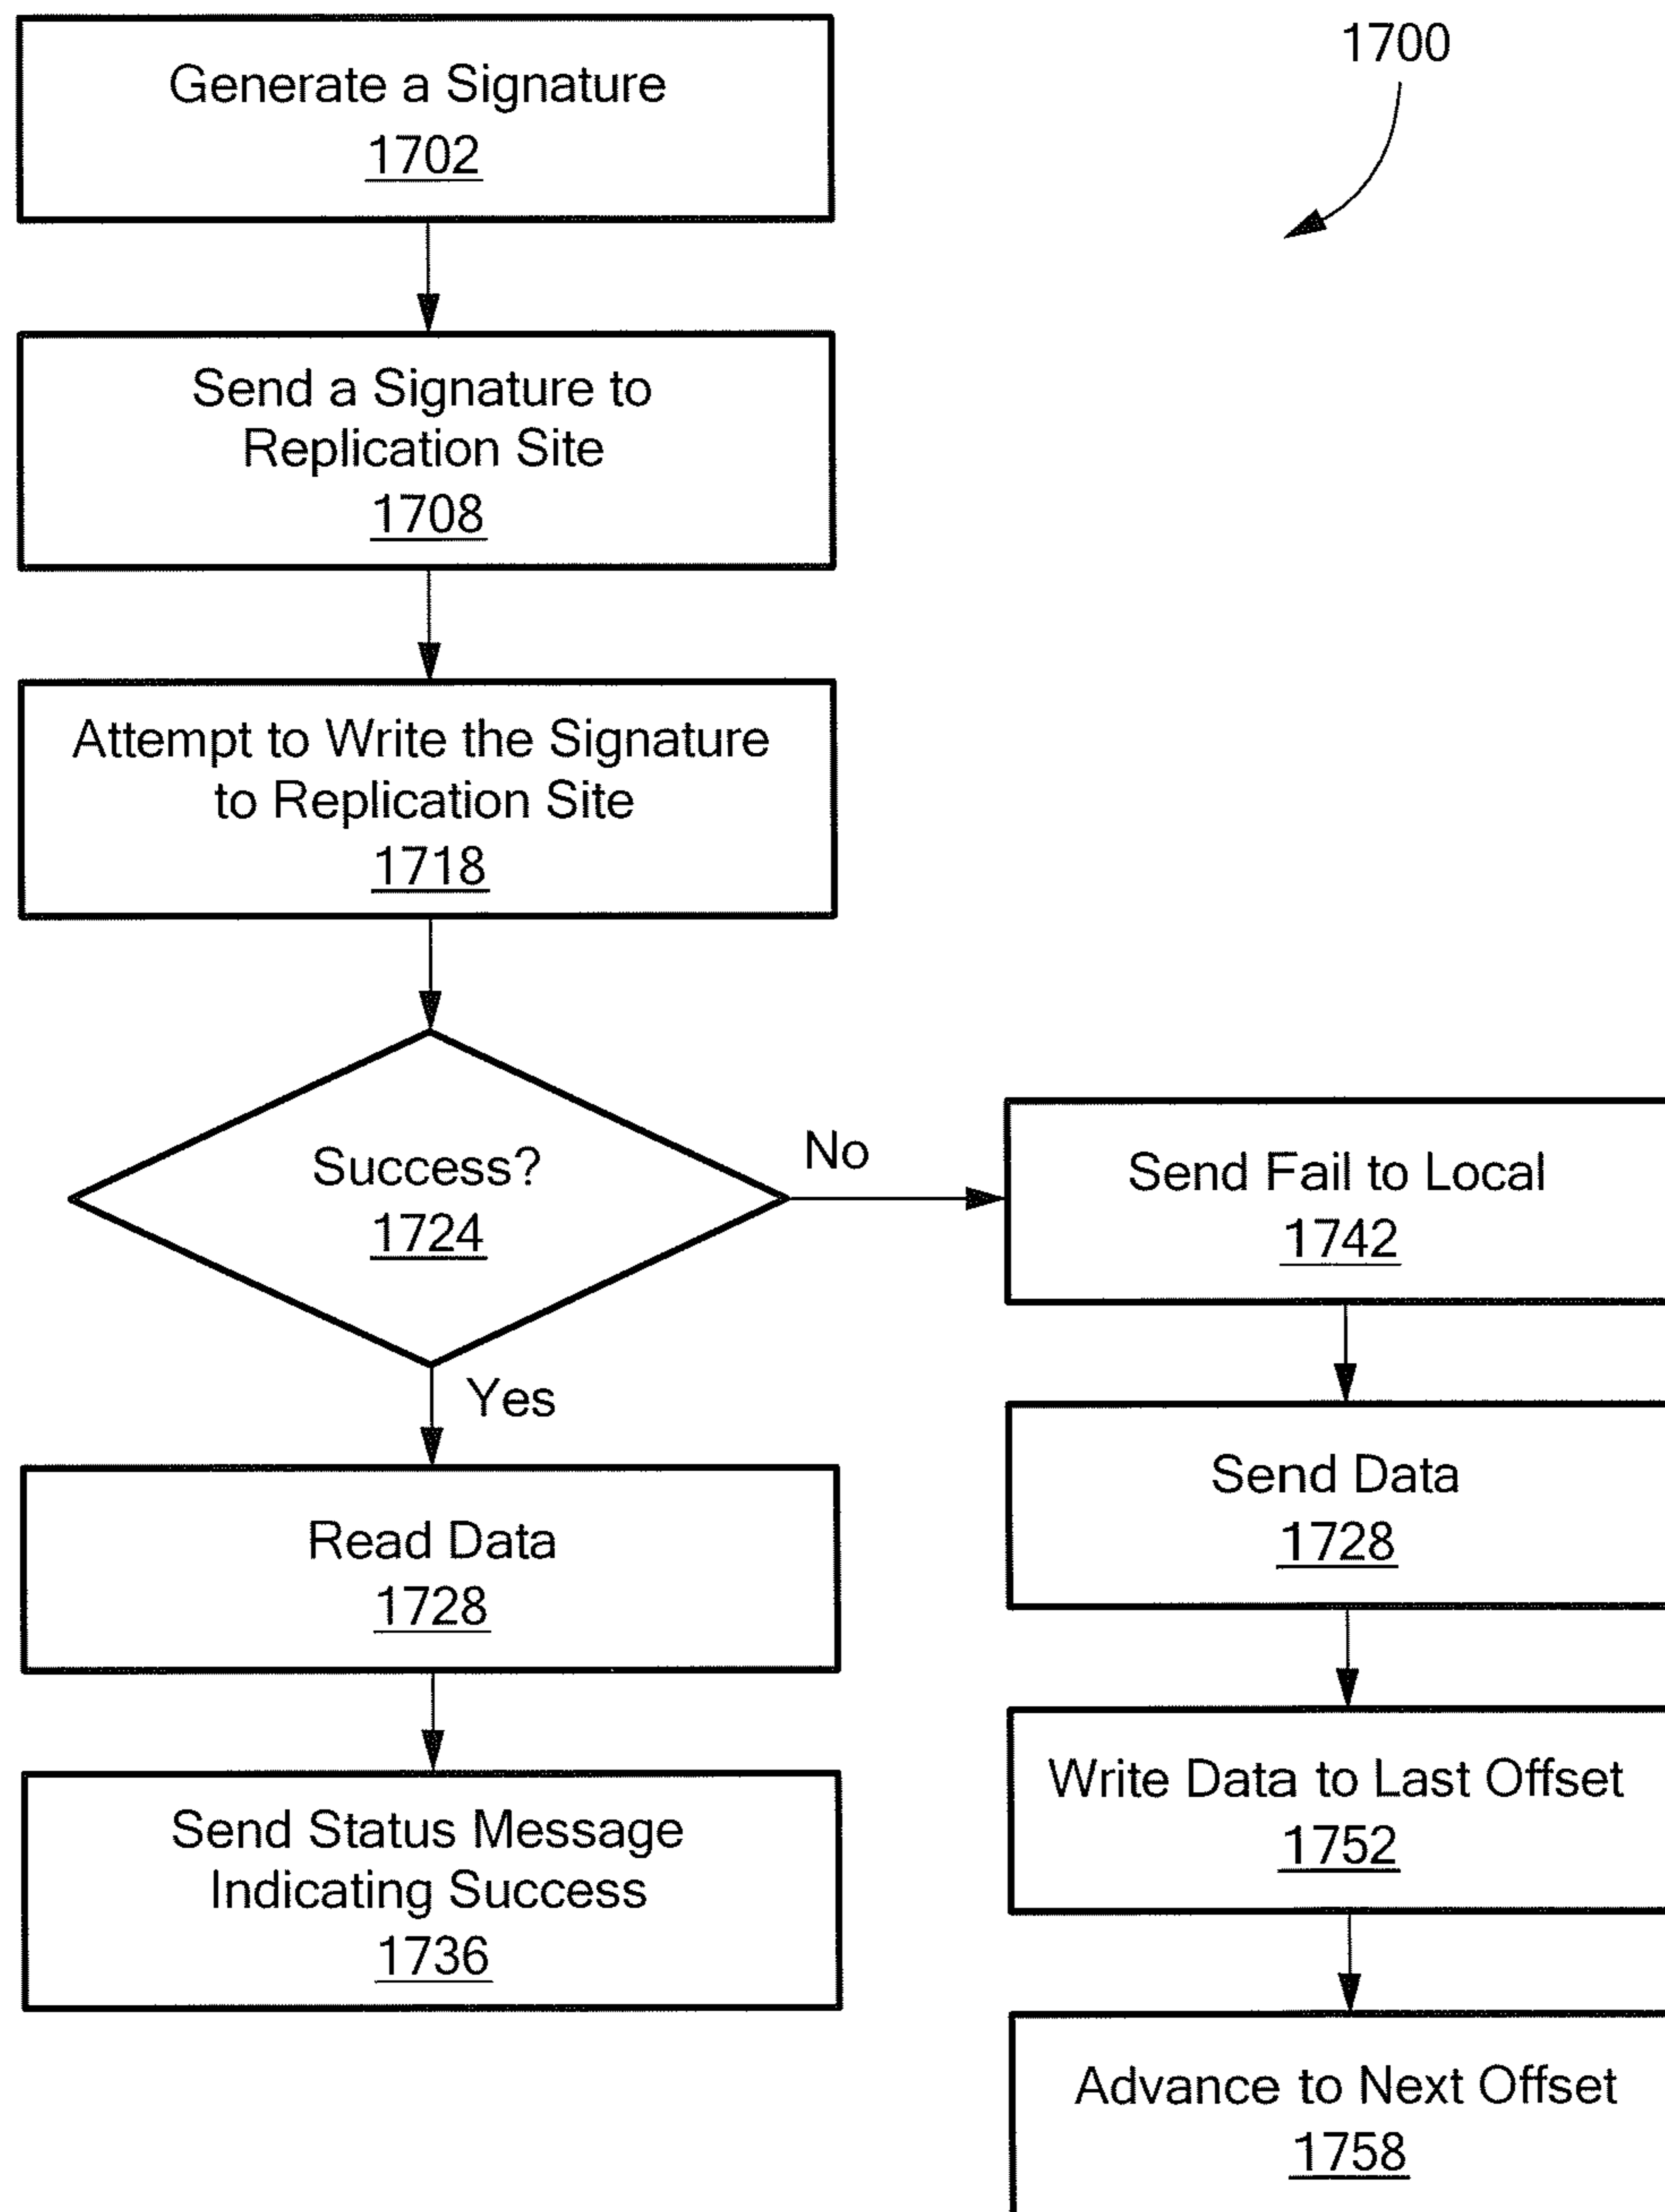 1700
Generate a Signature
1702
Send a Signature to
Replication Site
1708
Attempt to Write the Signature
to Replication Site
1718
Success?
1724
No
Yes
Read Data
1728
Send Status Message
Indicating Success
1736
Send Fail to Local
1742
Send Data
1728
Write Data to Last Offset
1752
Advance to Next Offset
1758